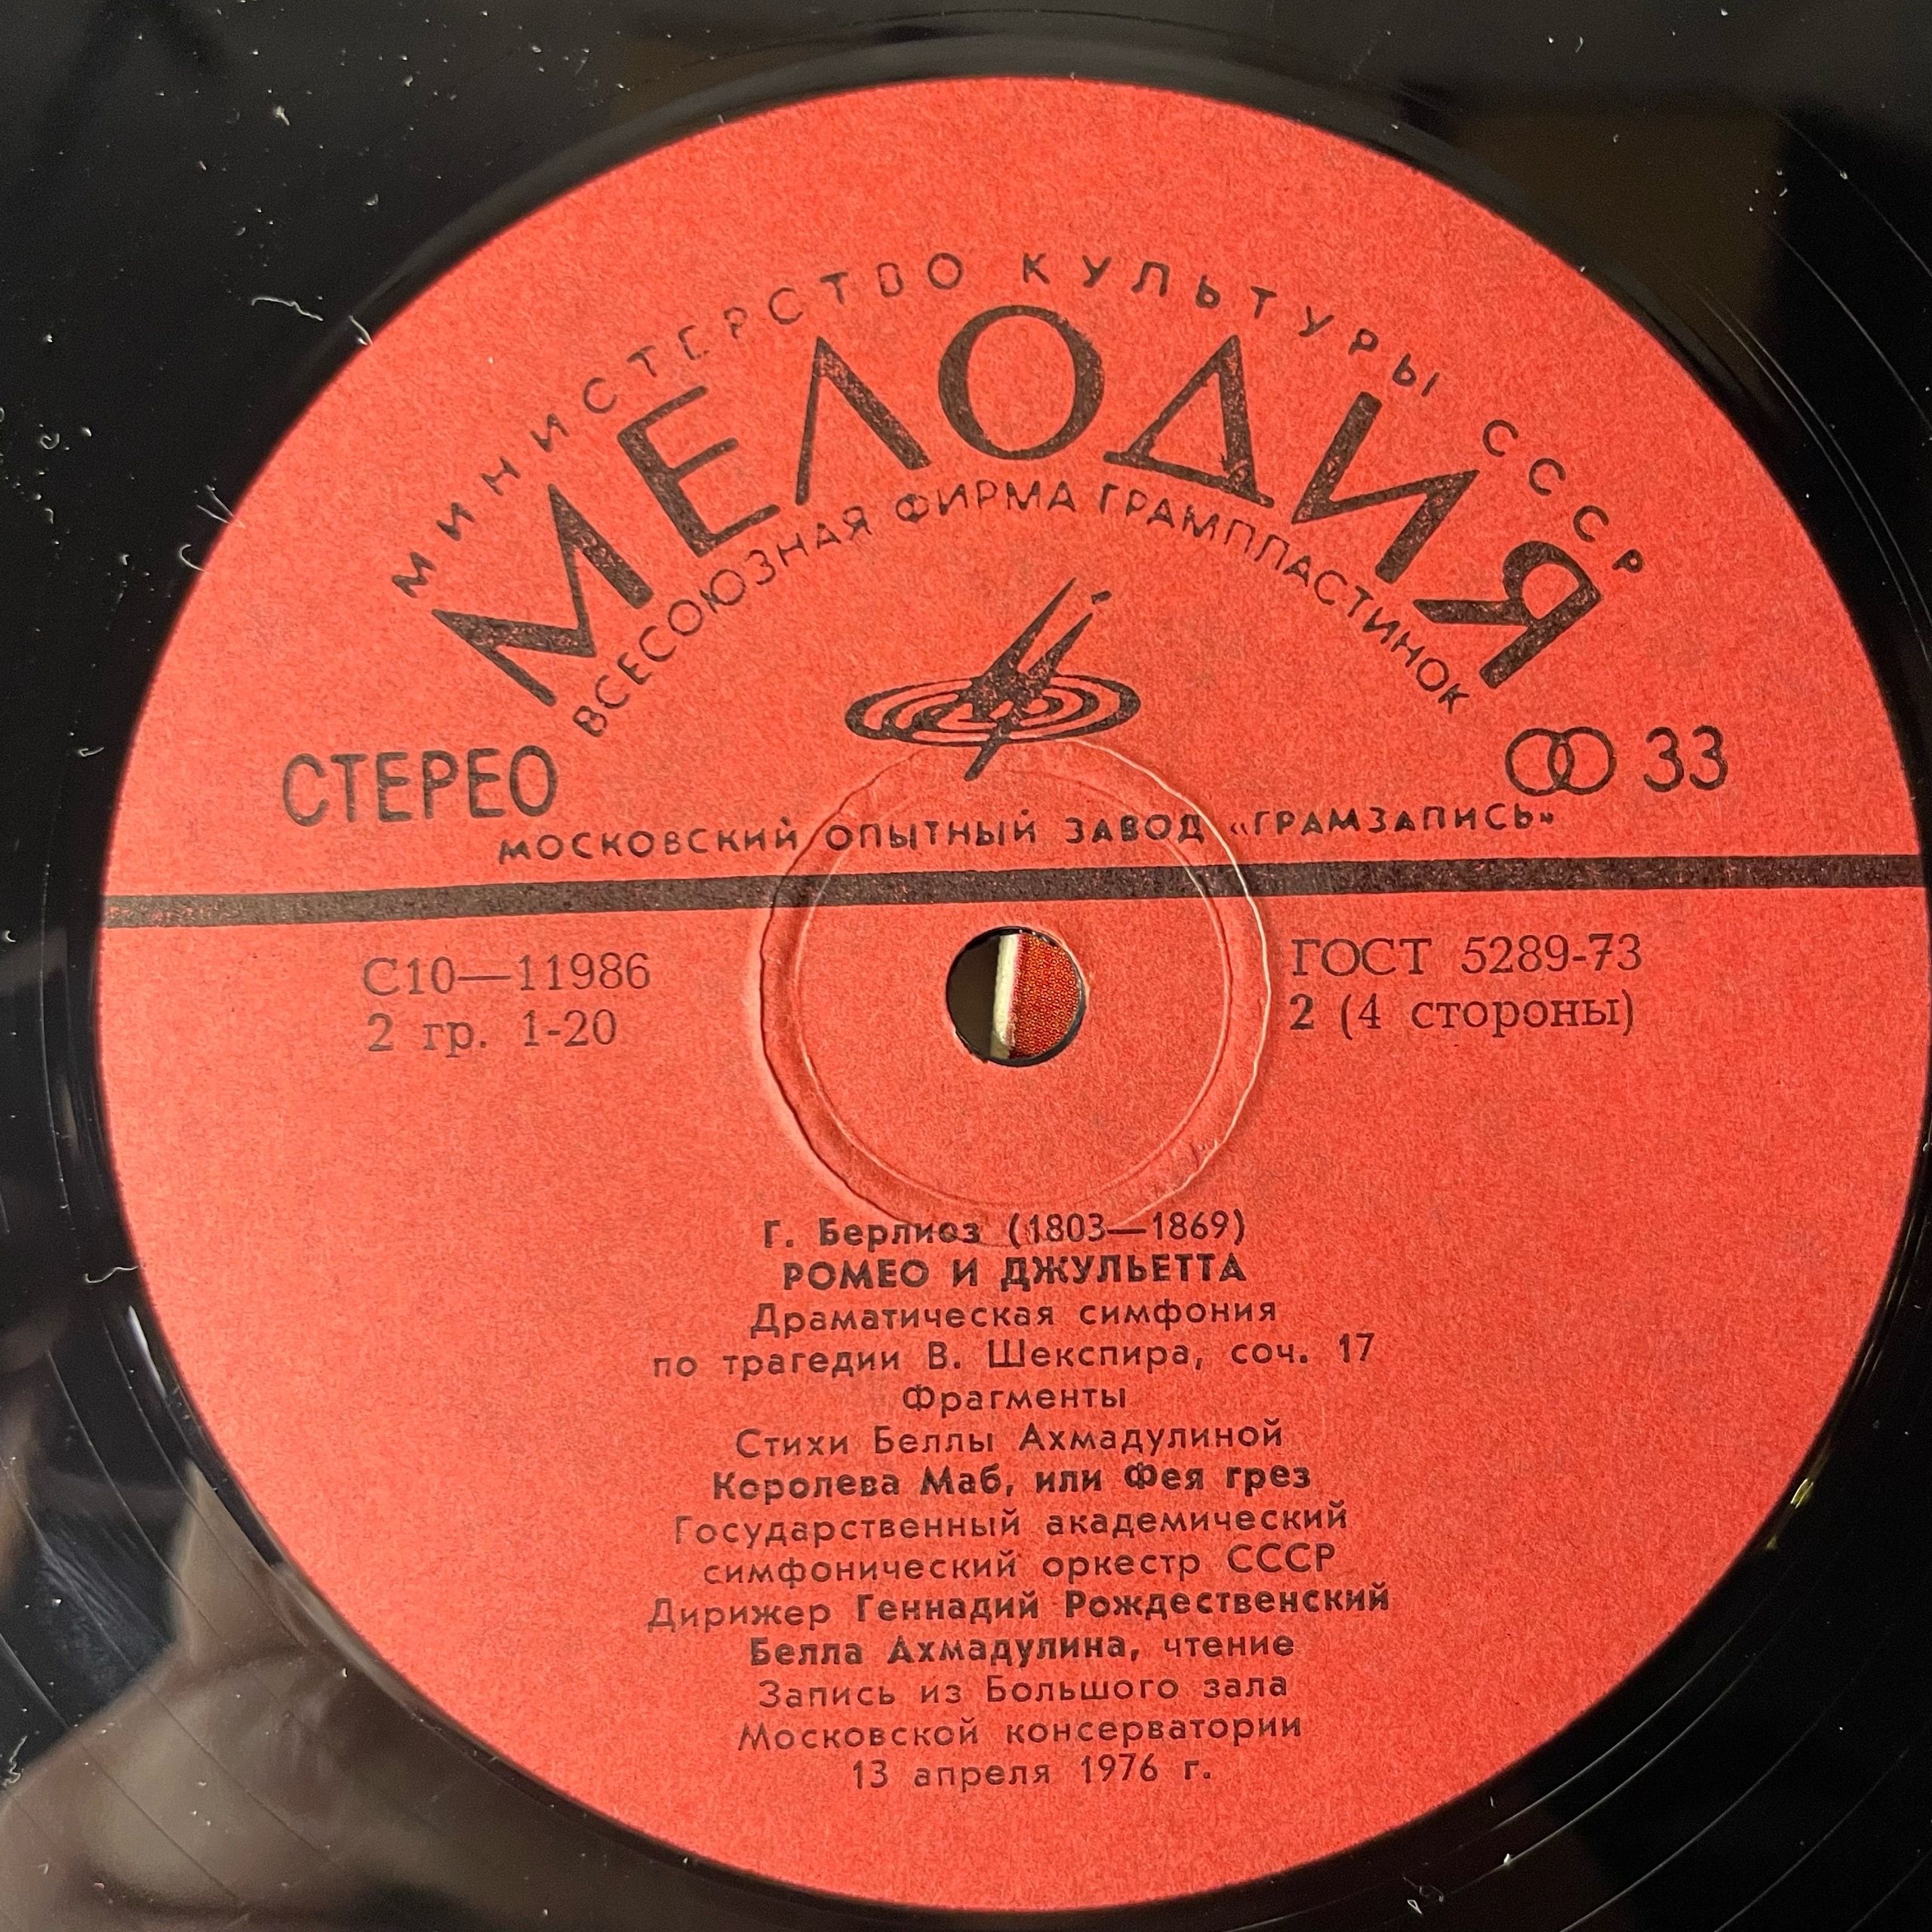 МИНИСТЕРСТВО КУЛЬТУРЫ СССР
МЕЛОДИЯ
ВСЕСОЮЗНАЯ ФИРМА ГРАМПЛАСТИНОК
СТЕРЕО
33
МОСКОВСКИЙ ОПЫТНЫЙ ЗАВОД «ГРАМЗАПИСЬ»
С10—11986
ГОСТ 5289-73
2 гр. 1-20
2 (4 стороны)
Г. Берлиоз (1803—1869)
РОМЕО И ДЖУЛЬЕТТА
Драматическая симфония
по трагедии В. Шекспира, соч. 17
Фрагменты
Стихи Беллы Ахмадулиной
Королева Маб, или Фея грез
Государственный академический
симфонический оркестр СССР
Дирижер Геннадий Рождественский
Белла Ахмадулина, чтение
Запись из Большого зала
Московской консерватории
13 апреля 1976 г.